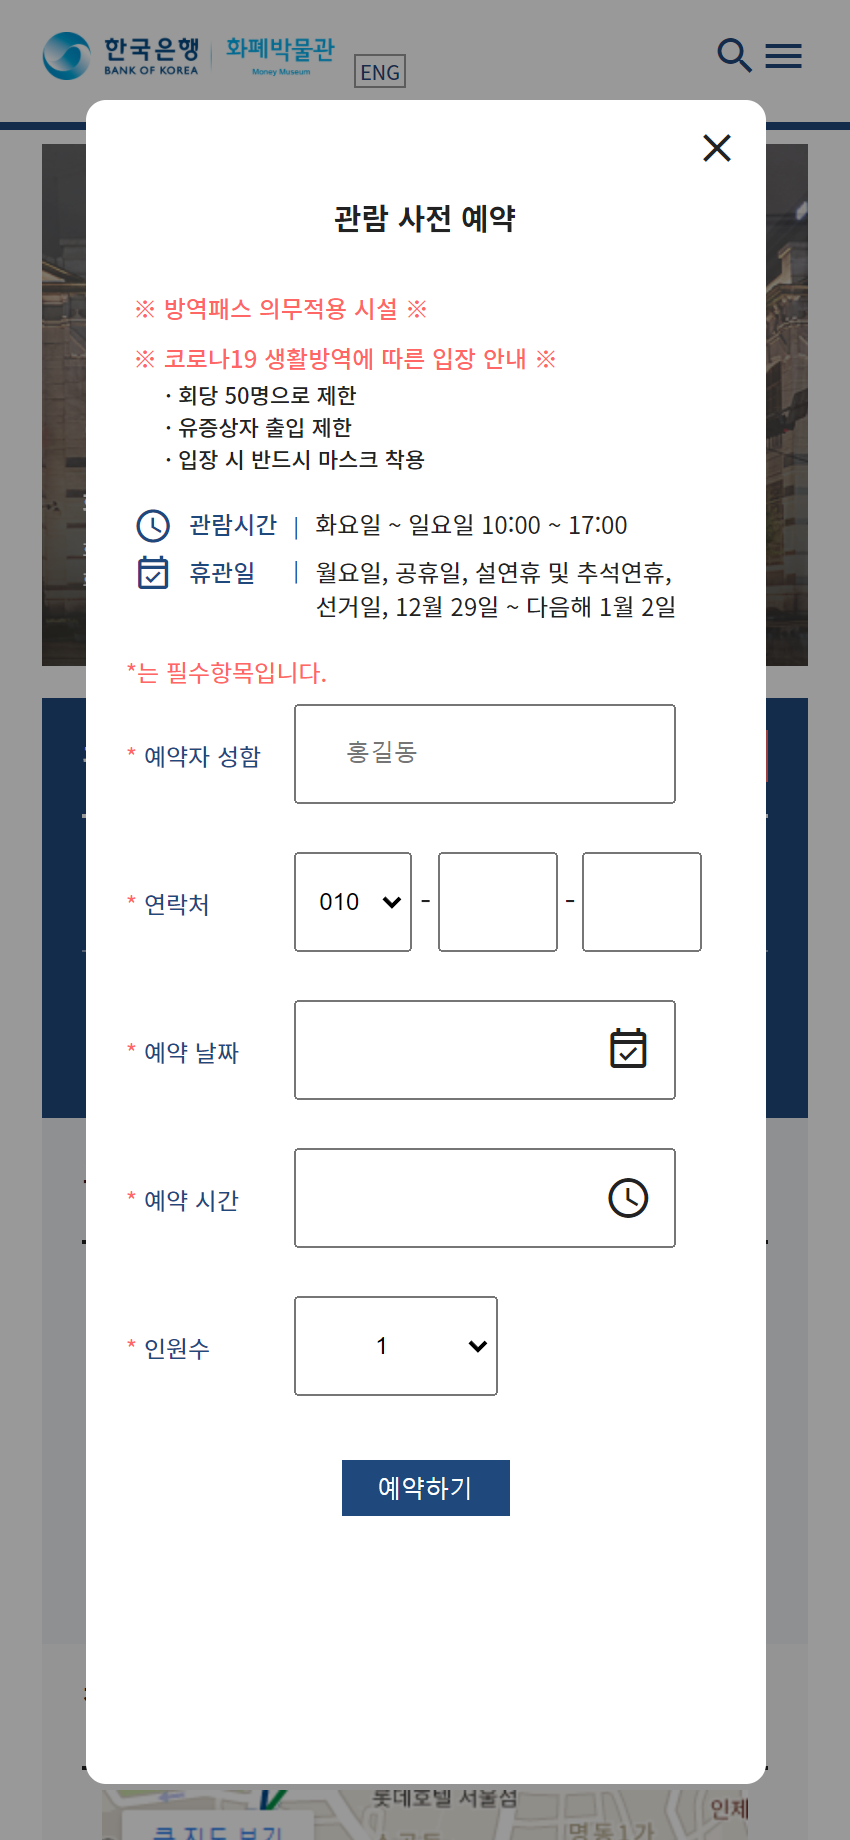 한국은행
BANK OF KOREA
화폐박물관
Money Museum
ENG
관람 사전 예약
※ 방역패스 의무적용 시설 ※
※ 코로나19 생활방역에 따른 입장 안내 ※
· 회당 50명으로 제한
· 유증상자 출입 제한
· 입장 시 반드시 마스크 착용
관람시간 | 화요일 ~ 일요일 10:00 ~ 17:00
휴관일 | 월요일, 공휴일, 설연휴 및 추석연휴,
선거일, 12월 29일 ~ 다음해 1월 2일
*는 필수항목입니다.
* 예약자 성함 홍길동
* 연락처 010 - -
* 예약 날짜
* 예약 시간
* 인원수 1
예약하기
롯데호텔 서울점
인제
큰 지도 보기
명동1가